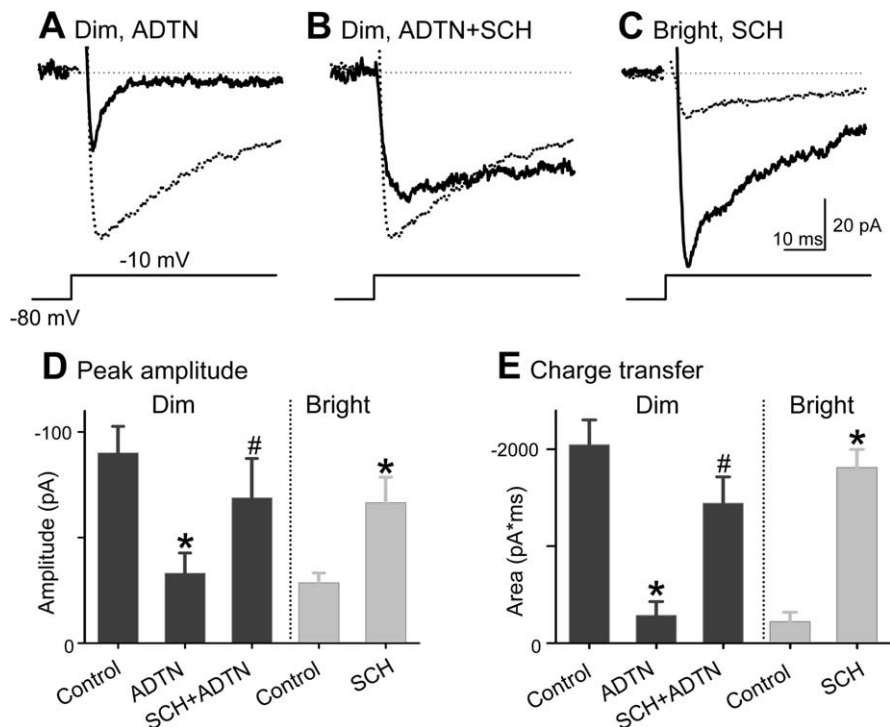 A Dim, ADTN
B Dim, ADTN+SCH
C Bright, SCH
20 pA
10 ms
-10 mV
-80 mV
D Peak amplitude
Dim
Bright
-100
Amplitude (pA)
0
*
#
*
Control
ADTN
SCH+ADTN
Control
SCH
E Charge transfer
Dim
Bright
-2000
Area (pA*ms)
0
*
#
*
Control
ADTN
SCH+ADTN
Control
SCH